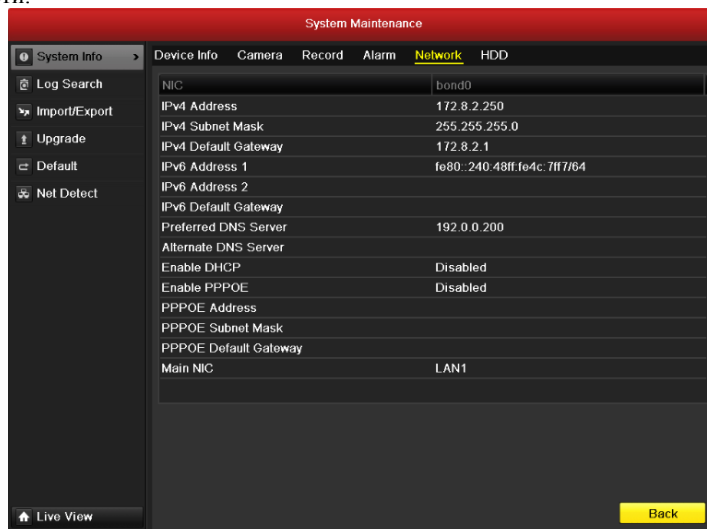 System Maintenance
System Info >
Log Search
Import/Export
Upgrade
Default
Net Detect
Live View
Device Info Camera Record Alarm Network HDD
NIC bond0
IPv4 Address 172.8.2.250
IPv4 Subnet Mask 255.255.255.0
IPv4 Default Gateway 172.8.2.1
IPv6 Address 1 fe80::240:48ff:fe4c:7ff7/64
IPv6 Address 2
IPv6 Default Gateway
Preferred DNS Server 192.0.0.200
Alternate DNS Server
Enable DHCP Disabled
Enable PPPOE Disabled
PPPOE Address
PPPOE Subnet Mask
PPPOE Default Gateway
Main NIC LAN1
Back